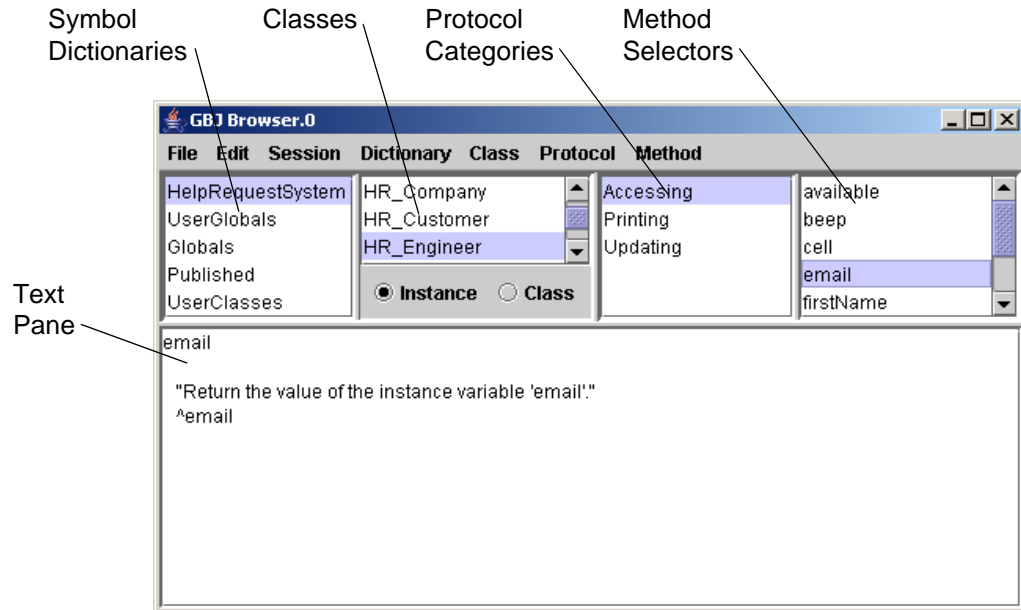 Symbol Dictionaries
Classes
Protocol Categories
Method Selectors
GBJ Browser.0
File Edit Session Dictionary Class Protocol Method
HelpRequestSystem
UserGlobals
Globals
Published
UserClasses
HR_Company
HR_Customer
HR_Engineer
Instance Class
Accessing
Printing
Updating
available
beep
cell
email
firstName
Text Pane
email
"Return the value of the instance variable 'email'."
^email